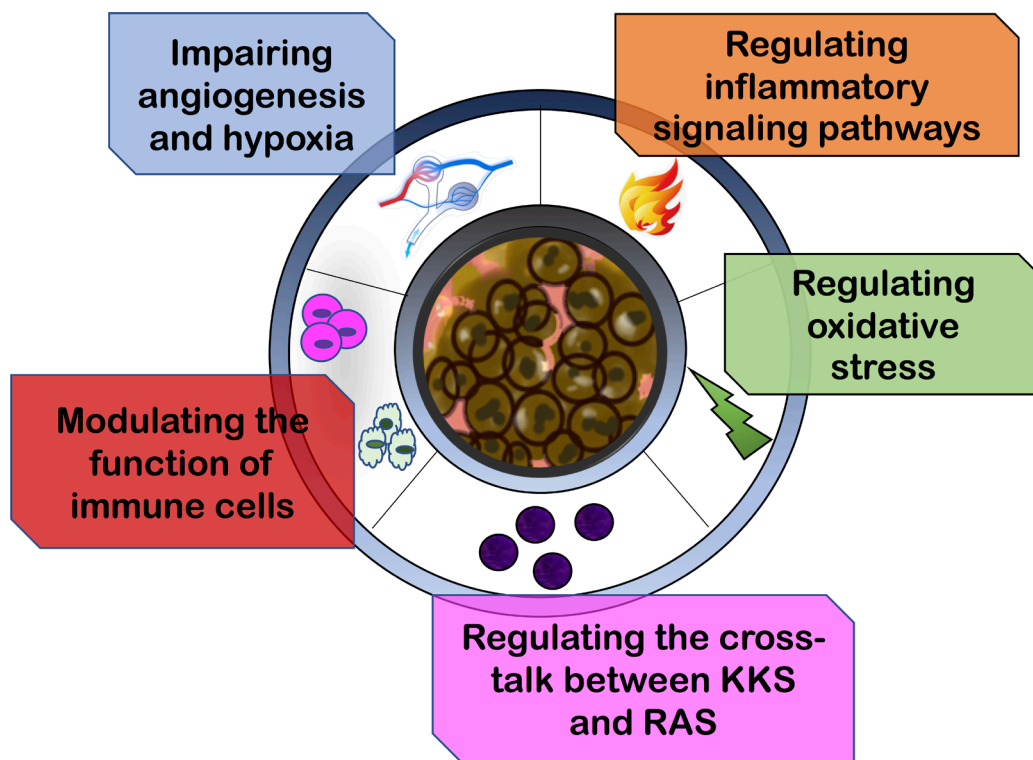 Impairing
angiogenesis
and hypoxia
Regulating
inflammatory
signaling pathways
Regulating
oxidative
stress
Modulating the
function of
immune cells
Regulating the cross-
talk between KKS
and RAS